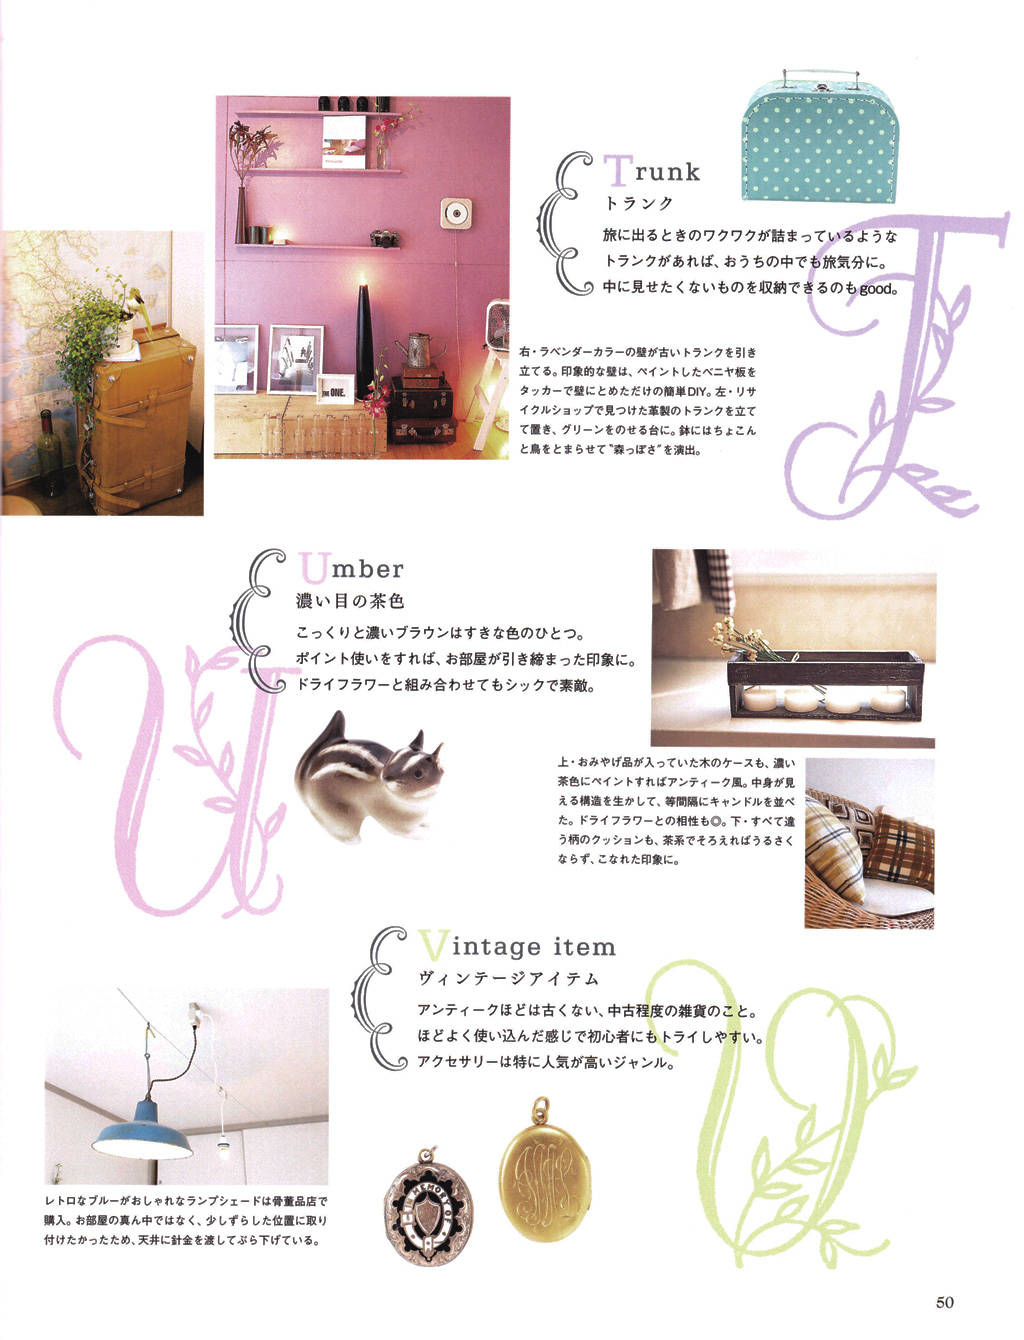 Trunk
トランク
旅に出るときのワクワクが詰まっているような
トランクがあれば、おうちの中でも旅気分に。
中に見せたくないものを収納できるのもgood。
T
右・ラベンダーカラーの壁が古いトランクを引き
立てる。印象的な壁は、ペイントしたベニヤ板を
タッカーで壁にとめただけの簡単DIY。左・リサ
イクルショップで見つけた革製のトランクを立て
て置き、グリーンをのせる台に。鉢にはちょこん
と鳥をとまらせて“森っぽさ”を演出。
THE ONE.
Umber
濃い目の茶色
こっくりと濃いブラウンはすきな色のひとつ。
ポイント使いをすれば、お部屋が引き締まった印象に。
ドライフラワーと組み合わせてもシックで素敵。
U
上・おみやげ品が入っていた木のケースも、濃い
茶色にペイントすればアンティーク風。中身が見
える構造を生かして、等間隔にキャンドルを並べ
た。ドライフラワーとの相性も◎。下・すべて違
う柄のクッションも、茶系でそろえればうるさく
ならず、こなれた印象に。
Vintage item
ヴィンテージアイテム
アンティークほどは古くない、中古程度の雑貨のこと。
ほどよく使い込んだ感じで初心者にもトライしやすい。
アクセサリーは特に人気が高いジャンル。
V
IN MEMORY OF
レトロなブルーがおしゃれなランプシェードは骨董品店で
購入。お部屋の真ん中ではなく、少しずらした位置に取り
付けたかったため、天井に針金を渡してぶら下げている。
50